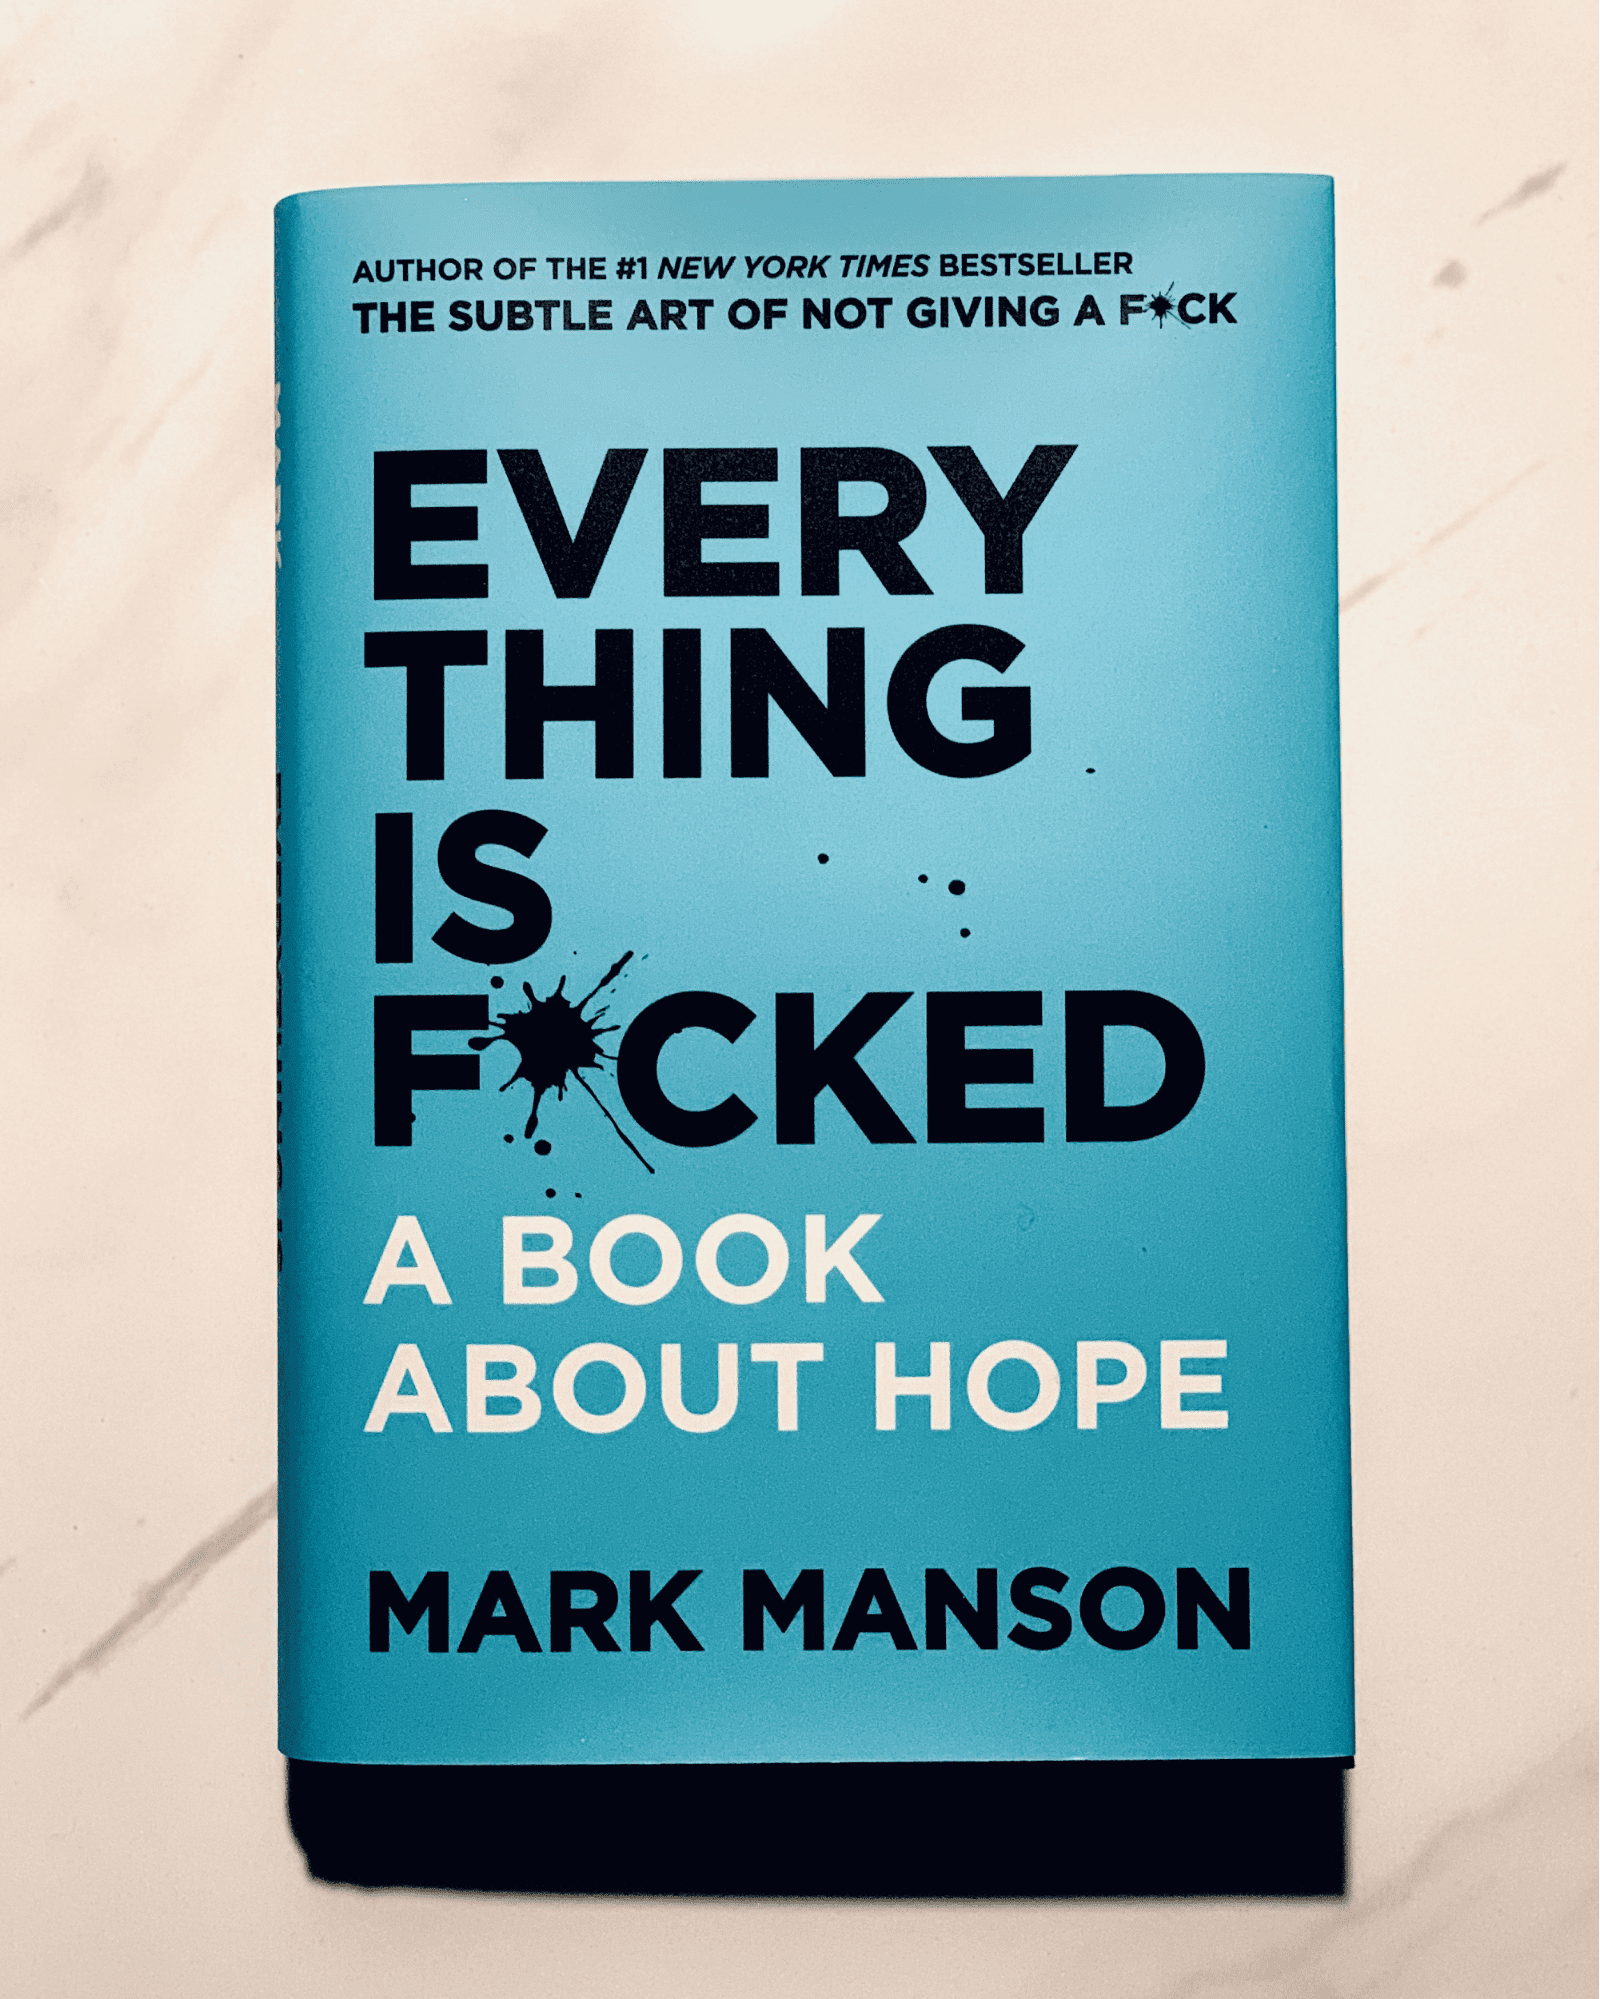 AUTHOR OF THE #1 NEW YORK TIMES BESTSELLER
THE SUBTLE ART OF NOT GIVING A F*CK
EVERY
THING
IS
F*CKED
A BOOK
ABOUT HOPE
MARK MANSON